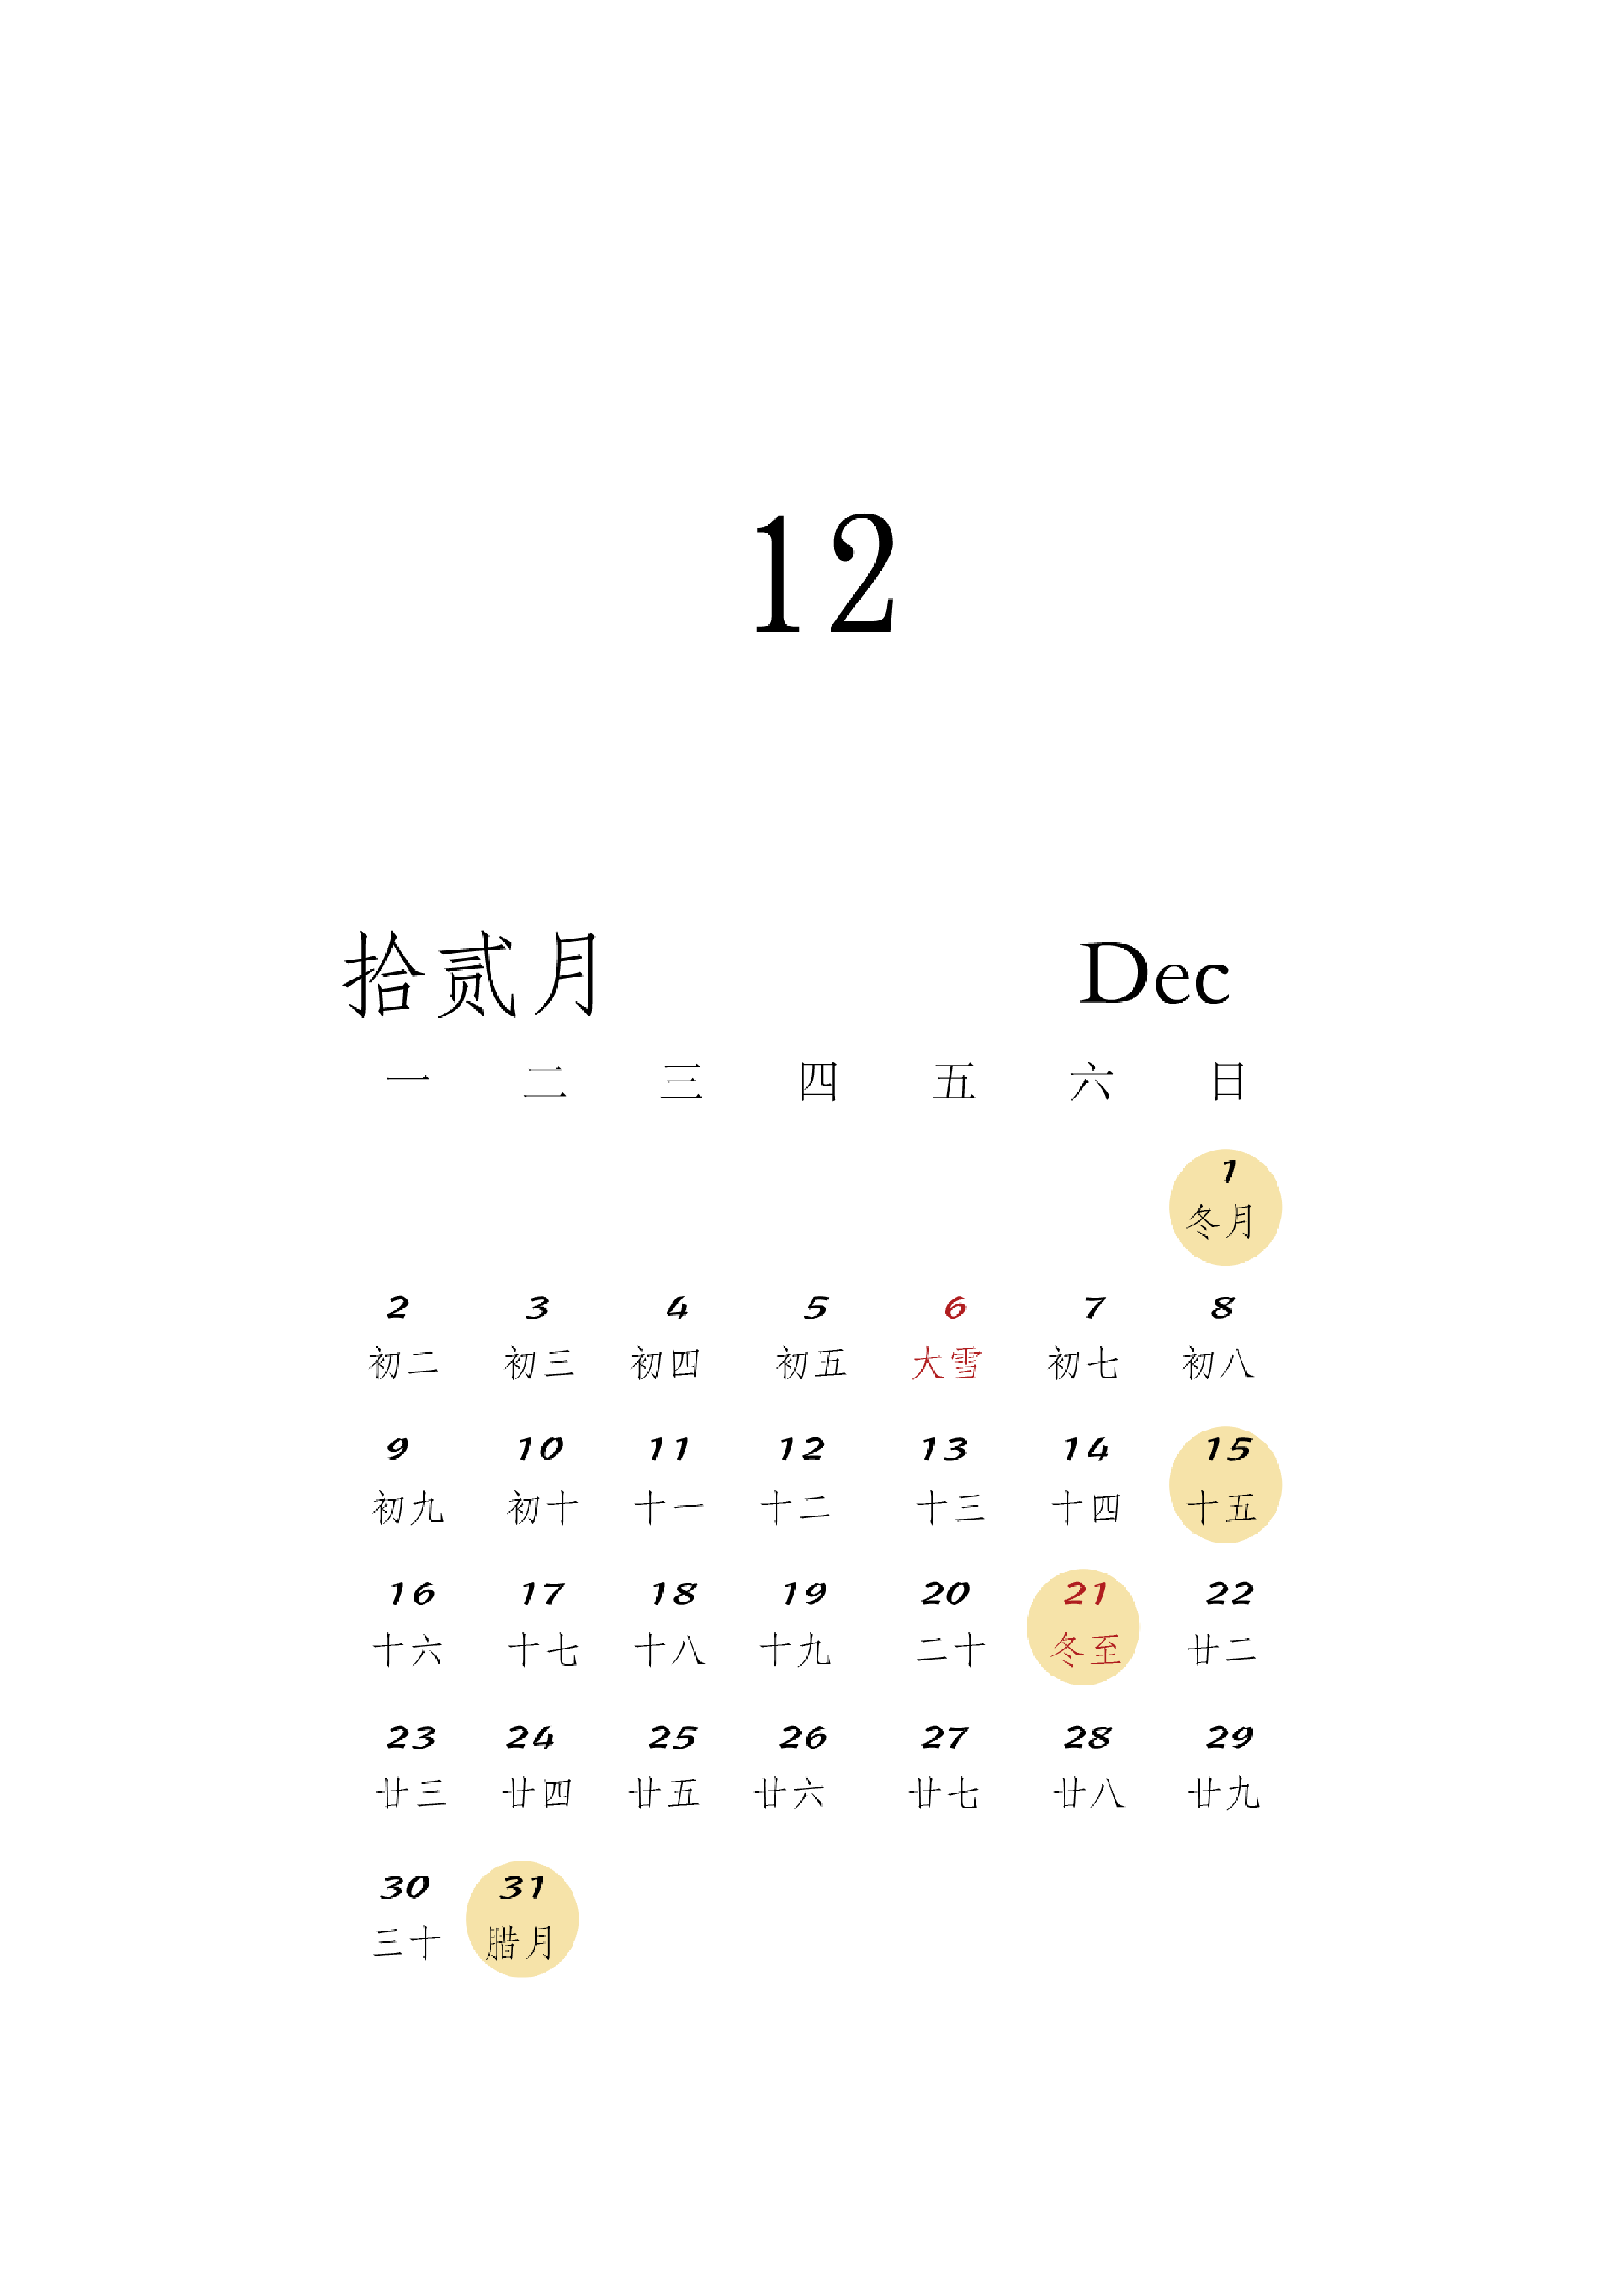 12
拾贰月 Dec
一 二 三 四 五 六 日
1
冬月
2 3 4 5 6 7 8
初二 初三 初四 初五 大雪 初七 初八
9 10 11 12 13 14 15
初九 初十 十一 十二 十三 十四 十五
16 17 18 19 20 21 22
十六 十七 十八 十九 二十 冬至 廿二
23 24 25 26 27 28 29
廿三 廿四 廿五 廿六 廿七 廿八 廿九
30 31
三十 腊月